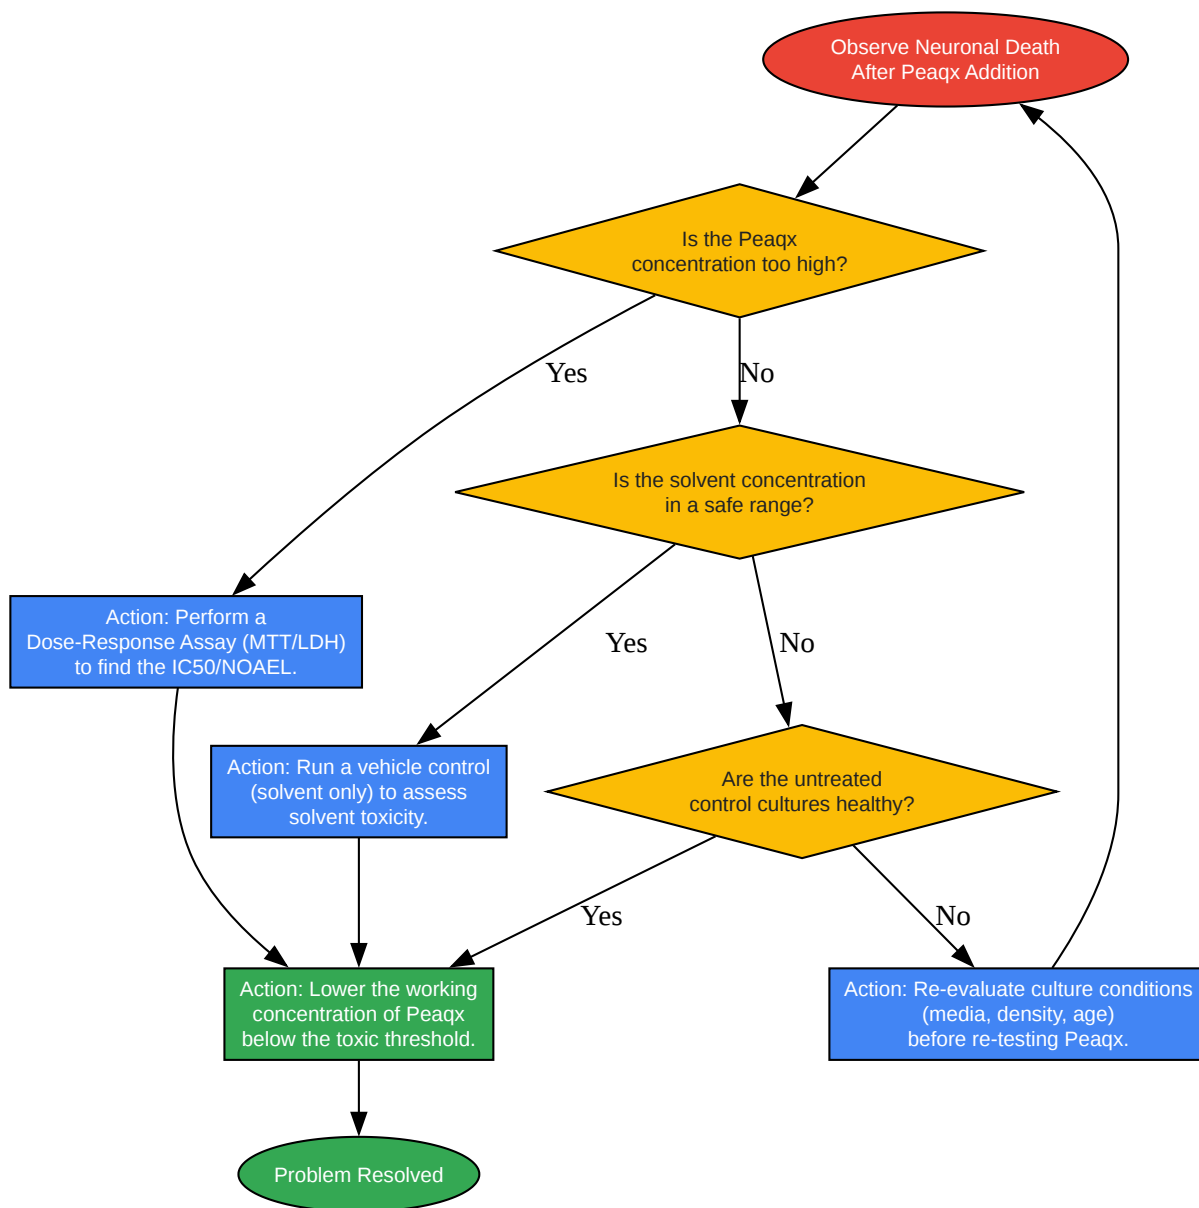 Observe Neuronal Death
After Peaqx Addition
Is the Peaqx
concentration too high?
Yes
No
Is the solvent concentration
in a safe range?
Action: Perform a
Dose-Response Assay (MTT/LDH)
to find the IC50/NOAEL.
Yes
No
Action: Run a vehicle control
(solvent only) to assess
solvent toxicity.
Are the untreated
control cultures healthy?
Yes
No
Action: Lower the working
concentration of Peaqx
below the toxic threshold.
Action: Re-evaluate culture conditions
(media, density, age)
before re-testing Peaqx.
Problem Resolved